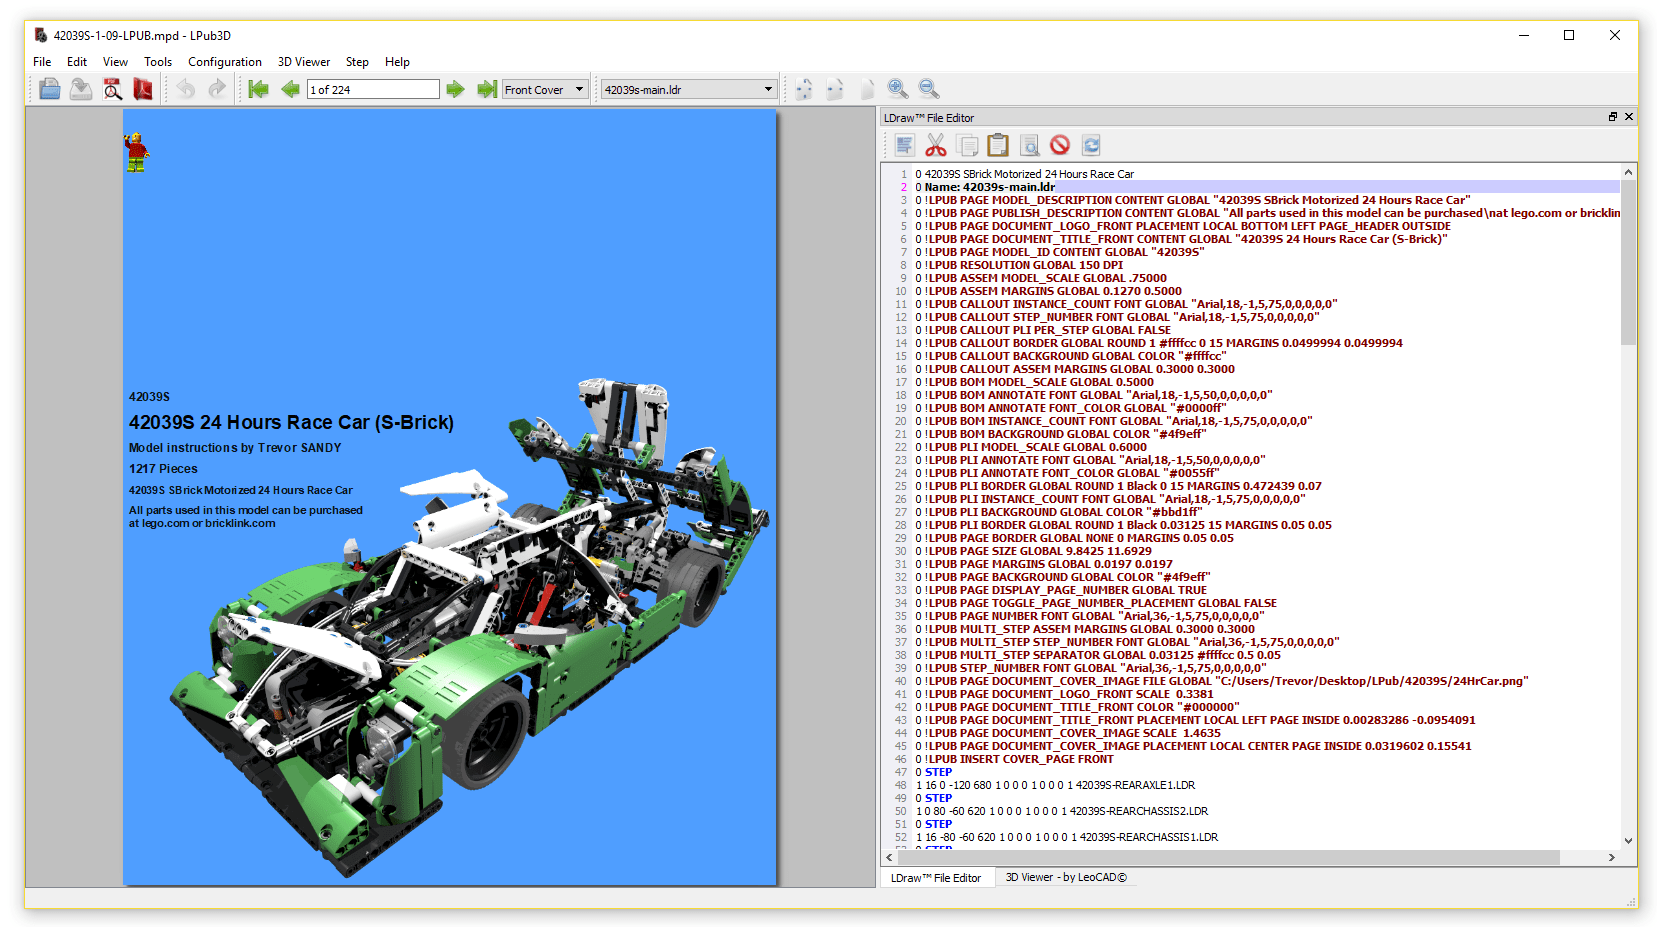 42039S-1-09-LPUB.mpd - LPub3D
File Edit View Tools Configuration 3D Viewer Step Help
1 of 224 Front Cover 42039s-main.ldr
42039S
42039S 24 Hours Race Car (S-Brick)
Model instructions by Trevor SANDY
1217 Pieces
42039S SBrick Motorized 24 Hours Race Car
All parts used in this model can be purchased
at lego.com or bricklink.com
LDraw™ File Editor
1 0 42039S SBrick Motorized 24 Hours Race Car
2 0 Name: 42039s-main.ldr
3 0 !LPUB PAGE MODEL_DESCRIPTION CONTENT GLOBAL "42039S SBrick Motorized 24 Hours Race Car"
4 0 !LPUB PAGE PUBLISH_DESCRIPTION CONTENT GLOBAL "All parts used in this model can be purchased\nat lego.com or bricklin
5 0 !LPUB PAGE DOCUMENT_LOGO_FRONT PLACEMENT LOCAL BOTTOM LEFT PAGE_HEADER OUTSIDE
6 0 !LPUB PAGE DOCUMENT_TITLE_FRONT CONTENT GLOBAL "42039S 24 Hours Race Car (S-Brick)"
7 0 !LPUB PAGE MODEL_ID CONTENT GLOBAL "42039S"
8 0 !LPUB RESOLUTION GLOBAL 150 DPI
9 0 !LPUB ASSEM MODEL_SCALE GLOBAL .75000
10 0 !LPUB ASSEM MARGINS GLOBAL 0.1270 0.5000
11 0 !LPUB CALLOUT INSTANCE_COUNT FONT GLOBAL "Arial,18,-1,5,75,0,0,0,0,0"
12 0 !LPUB CALLOUT STEP_NUMBER FONT GLOBAL "Arial,18,-1,5,75,0,0,0,0,0"
13 0 !LPUB CALLOUT PLI PER_STEP GLOBAL FALSE
14 0 !LPUB CALLOUT BORDER GLOBAL ROUND 1 #ffffcc 0 15 MARGINS 0.0499994 0.0499994
15 0 !LPUB CALLOUT BACKGROUND GLOBAL COLOR "#ffffcc"
16 0 !LPUB CALLOUT ASSEM MARGINS GLOBAL 0.3000 0.3000
17 0 !LPUB BOM MODEL_SCALE GLOBAL 0.5000
18 0 !LPUB BOM ANNOTATE FONT GLOBAL "Arial,18,-1,5,50,0,0,0,0,0"
19 0 !LPUB BOM ANNOTATE FONT_COLOR GLOBAL "#0000ff"
20 0 !LPUB BOM INSTANCE_COUNT FONT GLOBAL "Arial,18,-1,5,75,0,0,0,0,0"
21 0 !LPUB BOM BACKGROUND GLOBAL COLOR "#4f9eff"
22 0 !LPUB PLI MODEL_SCALE GLOBAL 0.6000
23 0 !LPUB PLI ANNOTATE FONT GLOBAL "Arial,18,-1,5,50,0,0,0,0,0"
24 0 !LPUB PLI ANNOTATE FONT_COLOR GLOBAL "#0055ff"
25 0 !LPUB PLI BORDER GLOBAL ROUND 1 Black 0 15 MARGINS 0.472439 0.07
26 0 !LPUB PLI INSTANCE_COUNT FONT GLOBAL "Arial,18,-1,5,75,0,0,0,0,0"
27 0 !LPUB PLI BACKGROUND GLOBAL COLOR "#bbd1ff"
28 0 !LPUB PLI BORDER GLOBAL ROUND 1 Black 0.03125 15 MARGINS 0.05 0.05
29 0 !LPUB PAGE BORDER GLOBAL NONE 0 MARGINS 0.05 0.05
30 0 !LPUB PAGE SIZE GLOBAL 9.8425 11.6929
31 0 !LPUB PAGE MARGINS GLOBAL 0.0197 0.0197
32 0 !LPUB PAGE BACKGROUND GLOBAL COLOR "#4f9eff"
33 0 !LPUB PAGE DISPLAY_PAGE_NUMBER GLOBAL TRUE
34 0 !LPUB PAGE TOGGLE_PAGE_NUMBER_PLACEMENT GLOBAL FALSE
35 0 !LPUB PAGE NUMBER FONT GLOBAL "Arial,36,-1,5,75,0,0,0,0,0"
36 0 !LPUB MULTI_STEP ASSEM MARGINS GLOBAL 0.3000 0.3000
37 0 !LPUB MULTI_STEP STEP_NUMBER FONT GLOBAL "Arial,36,-1,5,75,0,0,0,0,0"
38 0 !LPUB MULTI_STEP SEPARATOR GLOBAL 0.03125 #ffffcc 0.5 0.05
39 0 !LPUB STEP_NUMBER FONT GLOBAL "Arial,36,-1,5,75,0,0,0,0,0"
40 0 !LPUB PAGE DOCUMENT_COVER_IMAGE FILE GLOBAL "C:/Users/Trevor/Desktop/LPub/42039S/24HrCar.png"
41 0 !LPUB PAGE DOCUMENT_LOGO_FRONT SCALE 0.3381
42 0 !LPUB PAGE DOCUMENT_TITLE_FRONT COLOR "#000000"
43 0 !LPUB PAGE DOCUMENT_TITLE_FRONT PLACEMENT LOCAL LEFT PAGE INSIDE 0.00283286 -0.0954091
44 0 !LPUB PAGE DOCUMENT_COVER_IMAGE SCALE 1.4635
45 0 !LPUB PAGE DOCUMENT_COVER_IMAGE PLACEMENT LOCAL CENTER PAGE INSIDE 0.0319602 0.15541
46 0 !LPUB INSERT COVER_PAGE FRONT
47 0 STEP
48 1 16 0 -120 680 1 0 0 0 1 0 0 0 1 42039S-REARAXLE1.LDR
49 0 STEP
50 1 0 80 -60 620 1 0 0 0 1 0 0 0 1 42039S-REARCHASSIS2.LDR
51 0 STEP
52 1 16 -80 -60 620 1 0 0 0 1 0 0 0 1 42039S-REARCHASSIS1.LDR
53 0 STEP
LDraw™ File Editor 3D Viewer - by LeoCAD©